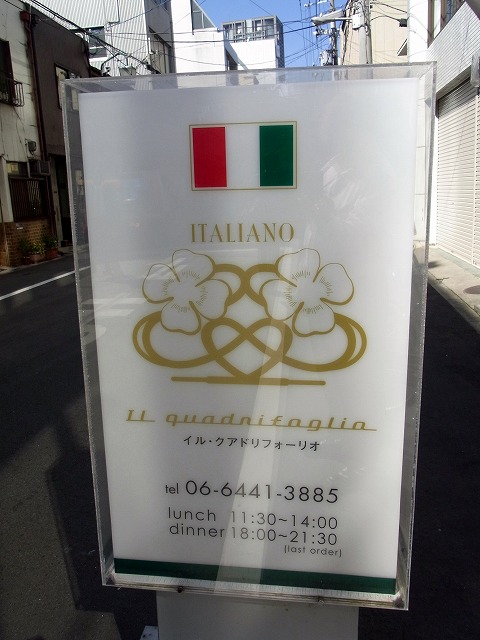 ITALIANO
Il quadrifoglio
イル・クアドリフォーリオ
tel 06-6441-3885
lunch 11:30~14:00
dinner 18:00~21:30
(last order)